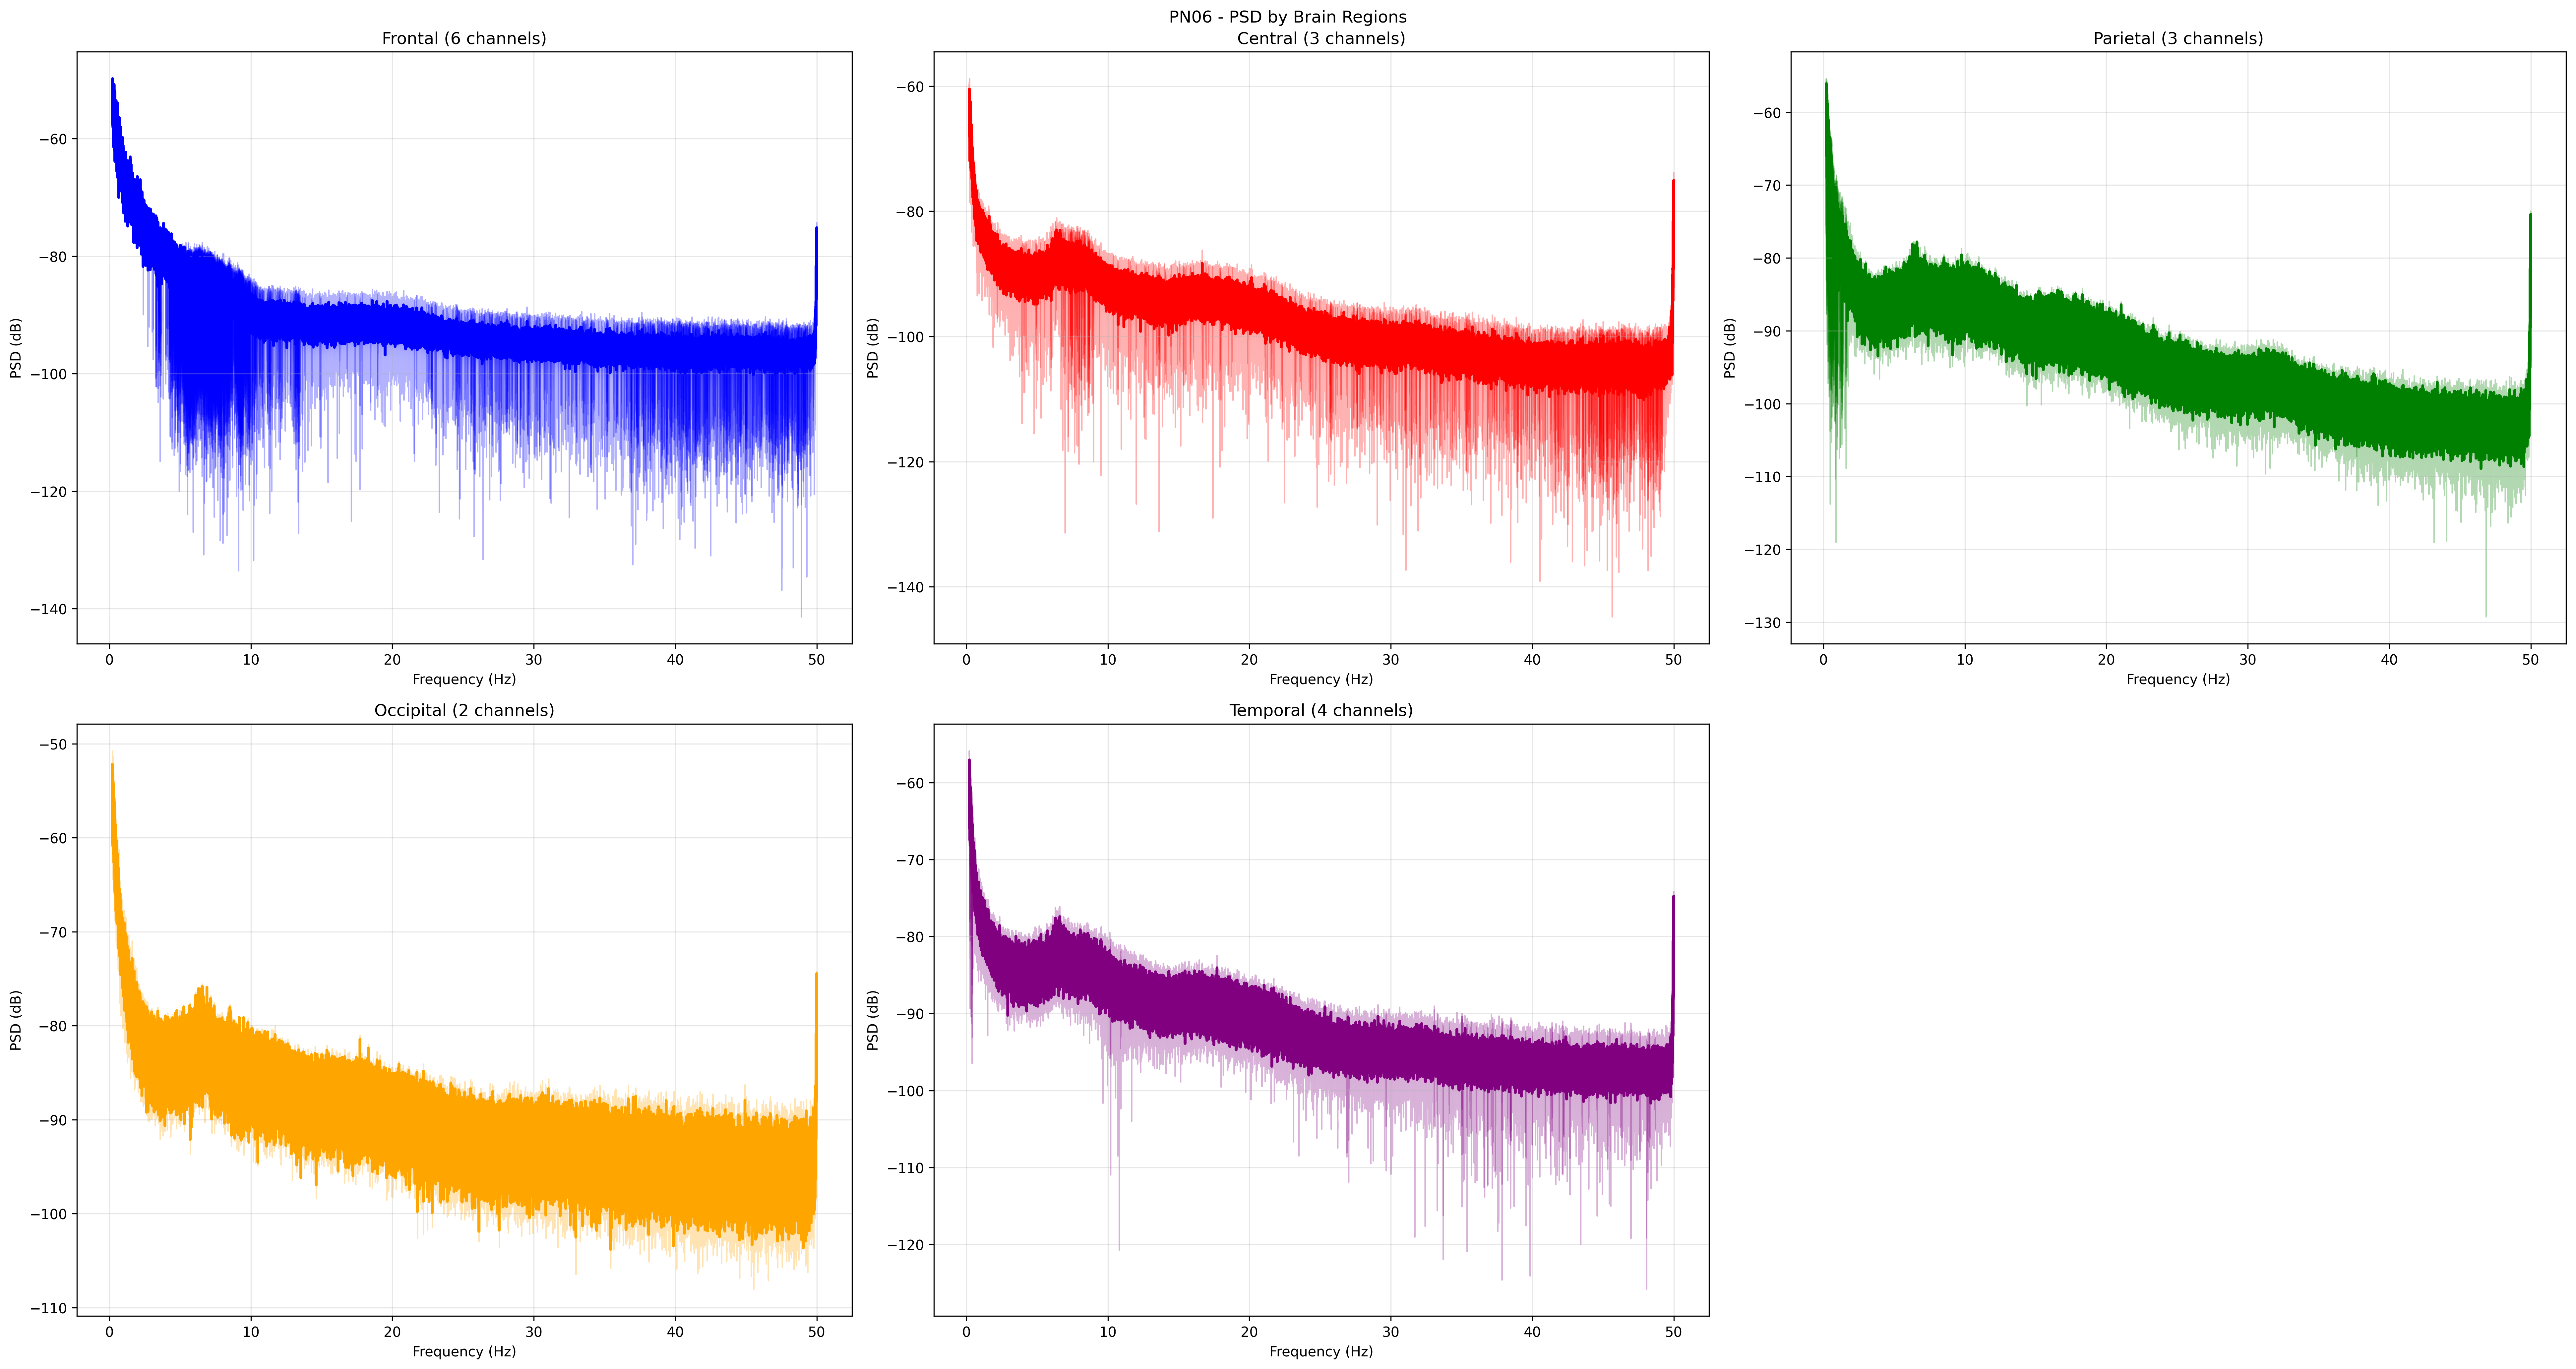 PN06 - PSD by Brain Regions
Frontal (6 channels)
PSD (dB)
−60
−80
−100
−120
−140
0 10 20 30 40 50
Frequency (Hz)
Central (3 channels)
PSD (dB)
−60
−80
−100
−120
−140
0 10 20 30 40 50
Frequency (Hz)
Parietal (3 channels)
PSD (dB)
−60
−70
−80
−90
−100
−110
−120
−130
0 10 20 30 40 50
Frequency (Hz)
Occipital (2 channels)
PSD (dB)
−50
−60
−70
−80
−90
−100
−110
0 10 20 30 40 50
Frequency (Hz)
Temporal (4 channels)
PSD (dB)
−60
−70
−80
−90
−100
−110
−120
0 10 20 30 40 50
Frequency (Hz)